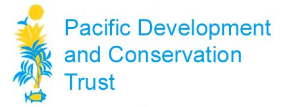 Pacific Development
and Conservation
Trust